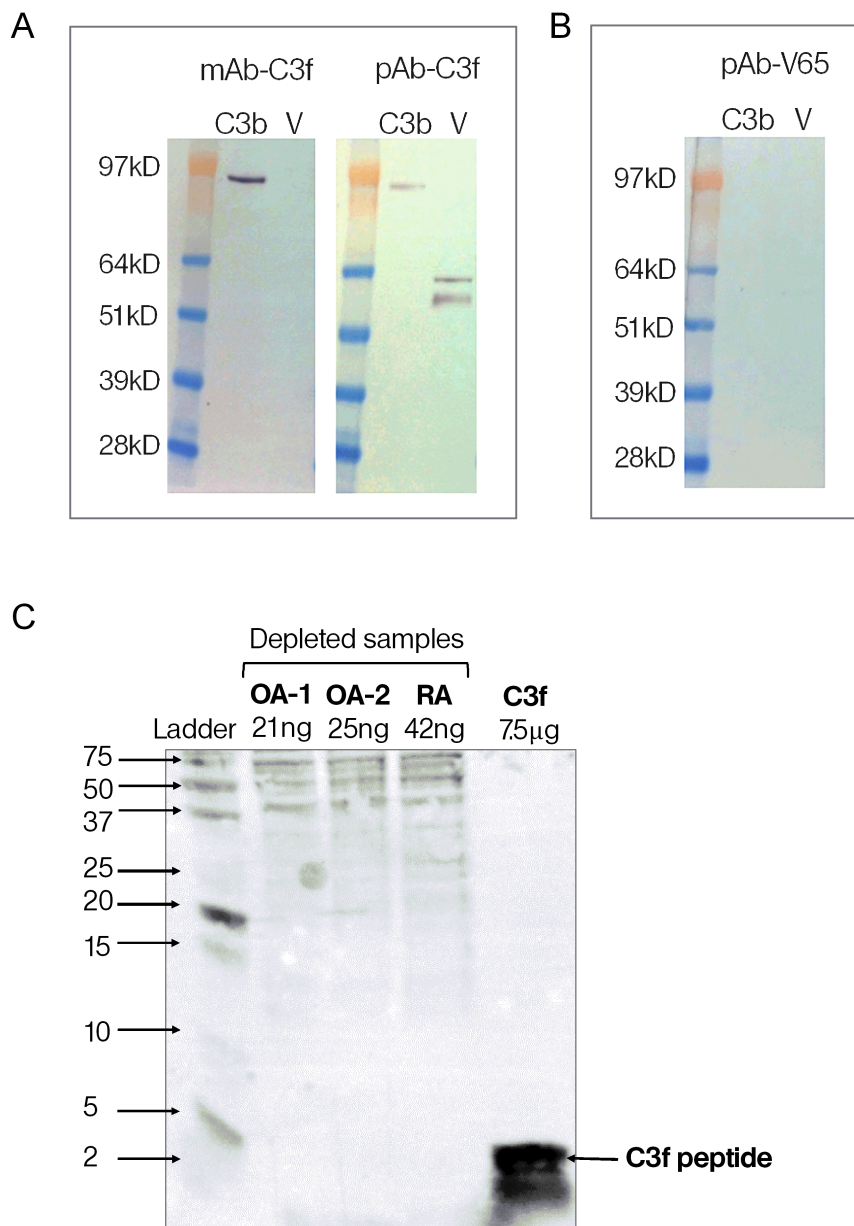 A
mAb-C3f pAb-C3f
C3b V C3b V
97kD
64kD
51kD
39kD
28kD
B
pAb-V65
C3b V
97kD
64kD
51kD
39kD
28kD
C
Depleted samples
OA-1 OA-2 RA C3f
Ladder 21ng 25ng 42ng 7.5µg
75
50
37
25
20
15
10
5
2
C3f peptide